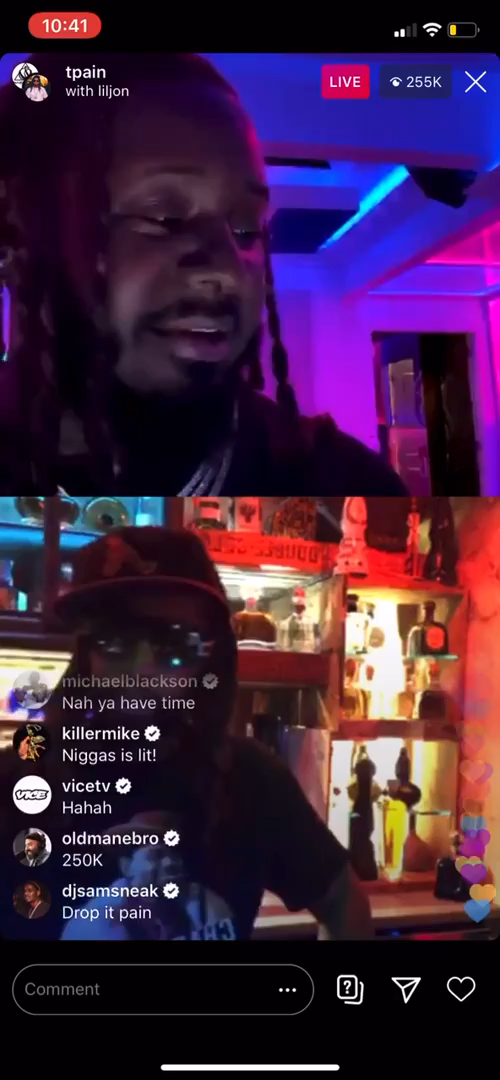 10:41
tpain
with liljon
LIVE
255K
michaelblackson
Nah ya have time
killermike
Niggas is lit!
vicetv
VICE
Hahah
oldmanebro
250K
djsamsneak
Drop it pain
Comment